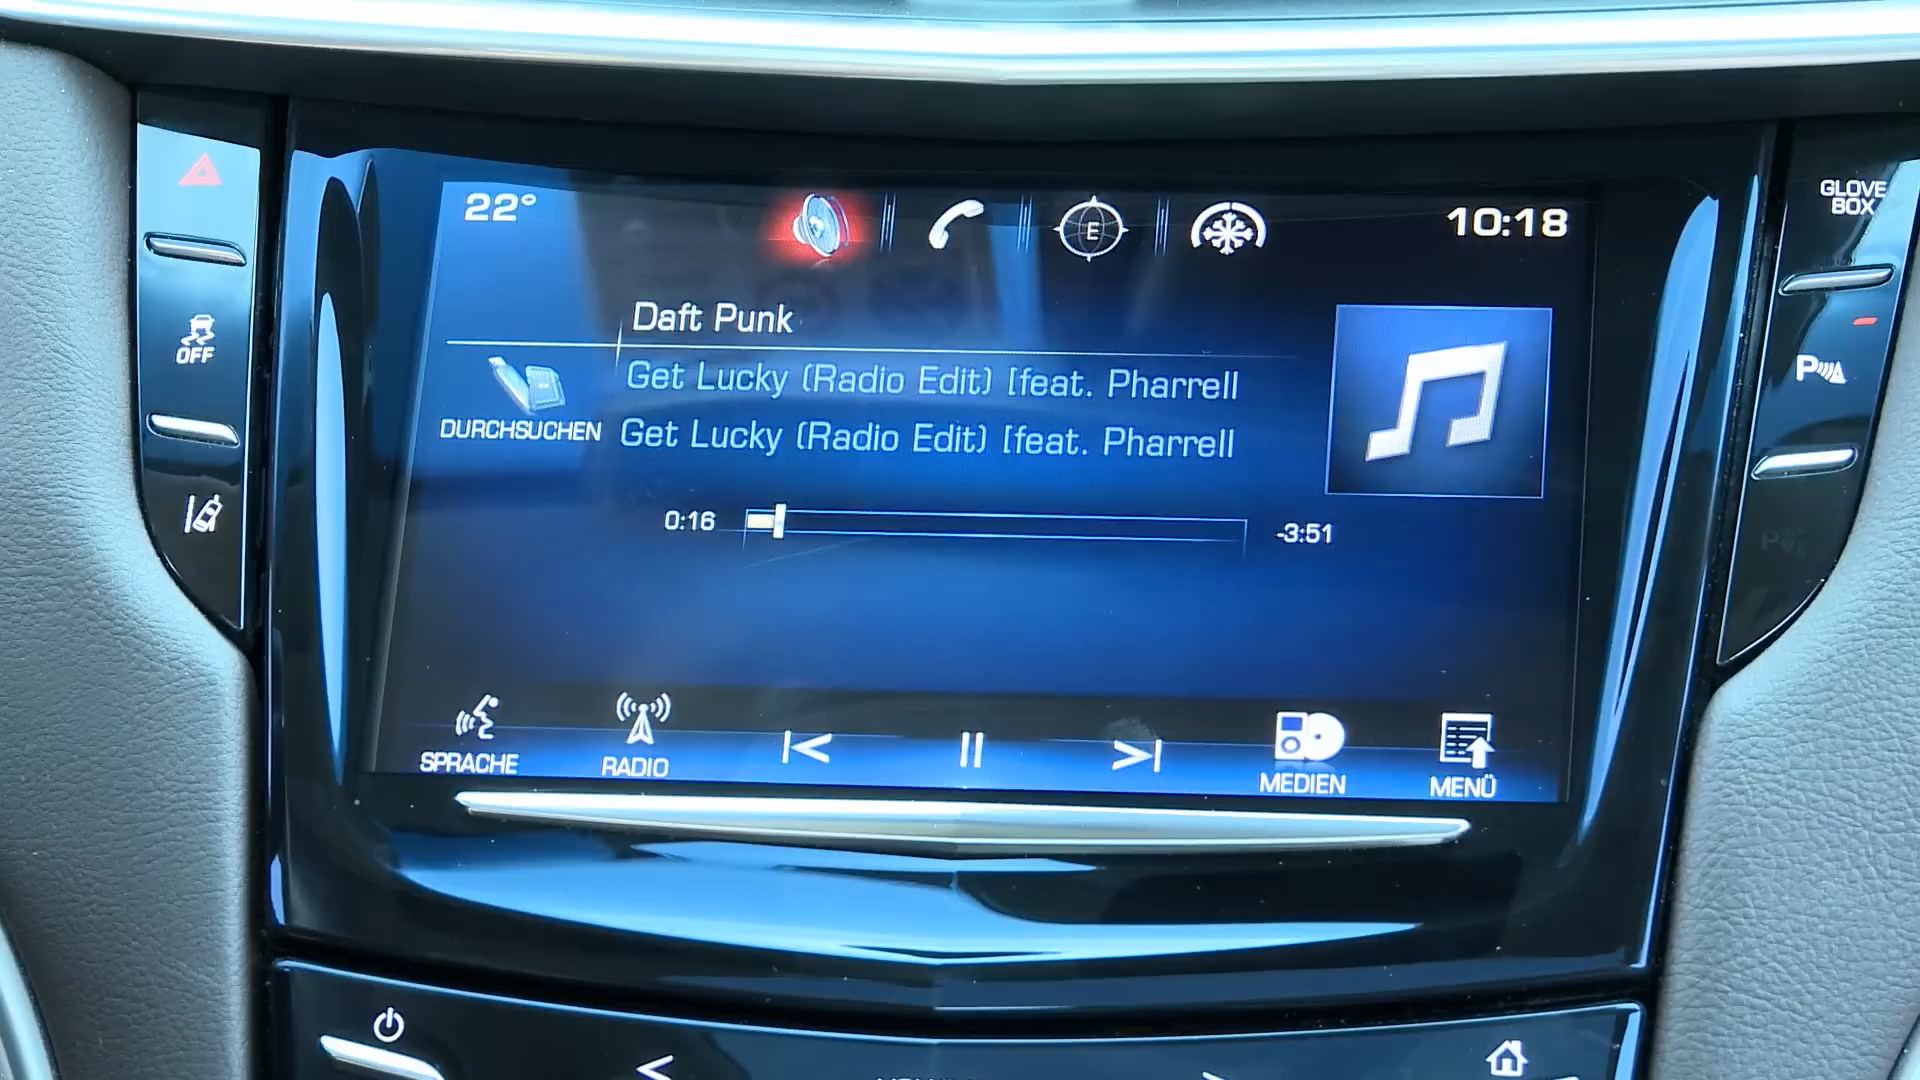 22°
10:18
E
Daft Punk
Get Lucky (Radio Edit) [feat. Pharrell
DURCHSUCHEN
Get Lucky (Radio Edit) [feat. Pharrell
0:16
-3:51
SPRACHE
RADIO
MEDIEN
MENÜ
OFF
GLOVE
BOX
P